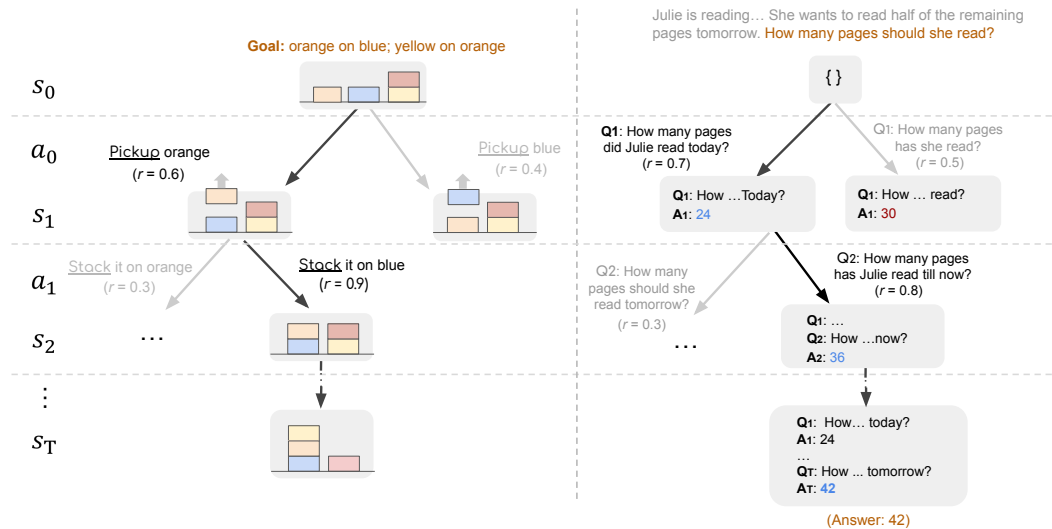 Julie is reading… She wants to read half of the remaining
pages tomorrow. How many pages should she read?
Goal: orange on blue; yellow on orange
s0
{ }
a0
Pickup orange
(r = 0.6)
Pickup blue
(r = 0.4)
Q1: How many pages
did Julie read today?
(r = 0.7)
Q1: How many pages
has she read?
(r = 0.5)
s1
Q1: How …Today?
A1: 24
Q1: How … read?
A1: 30
a1
Stack it on orange
(r = 0.3)
Stack it on blue
(r = 0.9)
Q2: How many
pages should she
read tomorrow?
(r = 0.3)
Q2: How many pages
has Julie read till now?
(r = 0.8)
s2
…
…
Q1: …
Q2: How …now?
A2: 36
⋮
sT
Q1: How… today?
A1: 24
…
QT: How ... tomorrow?
AT: 42
(Answer: 42)